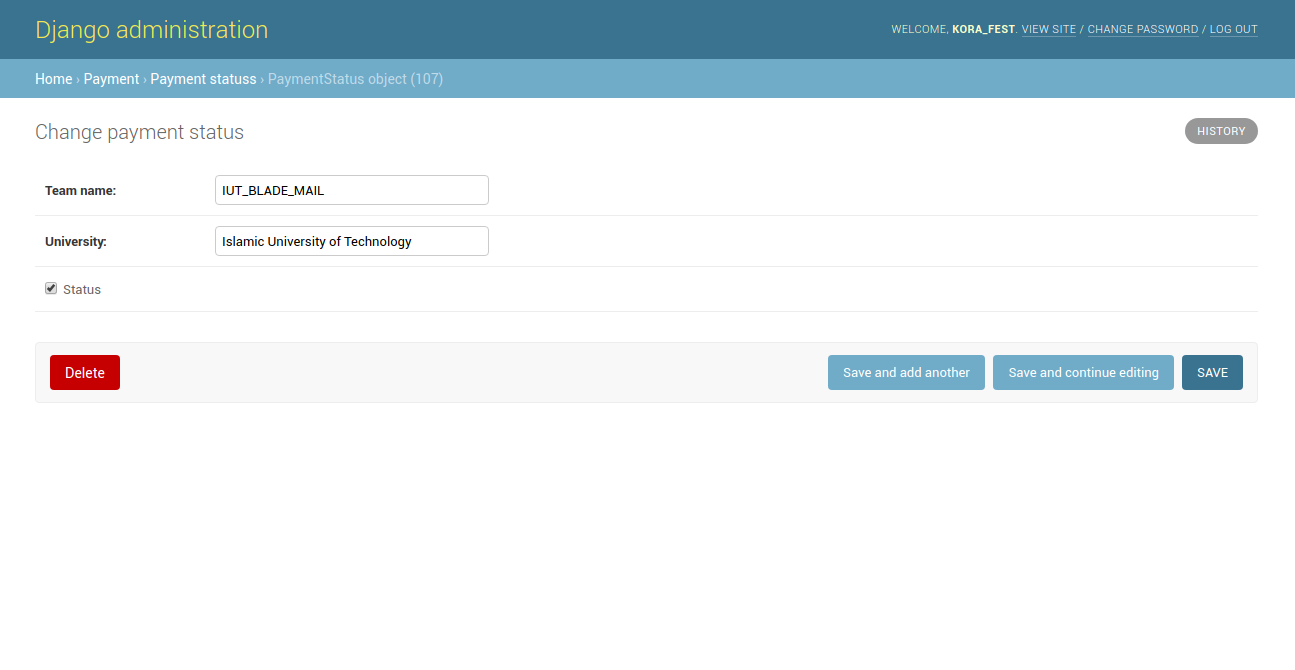 Django administration
WELCOME, KORA_FEST. VIEW SITE / CHANGE PASSWORD / LOG OUT
Home › Payment › Payment statuss › PaymentStatus object (107)
Change payment status
HISTORY
Team name: IUT_BLADE_MAIL
University: Islamic University of Technology
Status
Delete Save and add another Save and continue editing SAVE